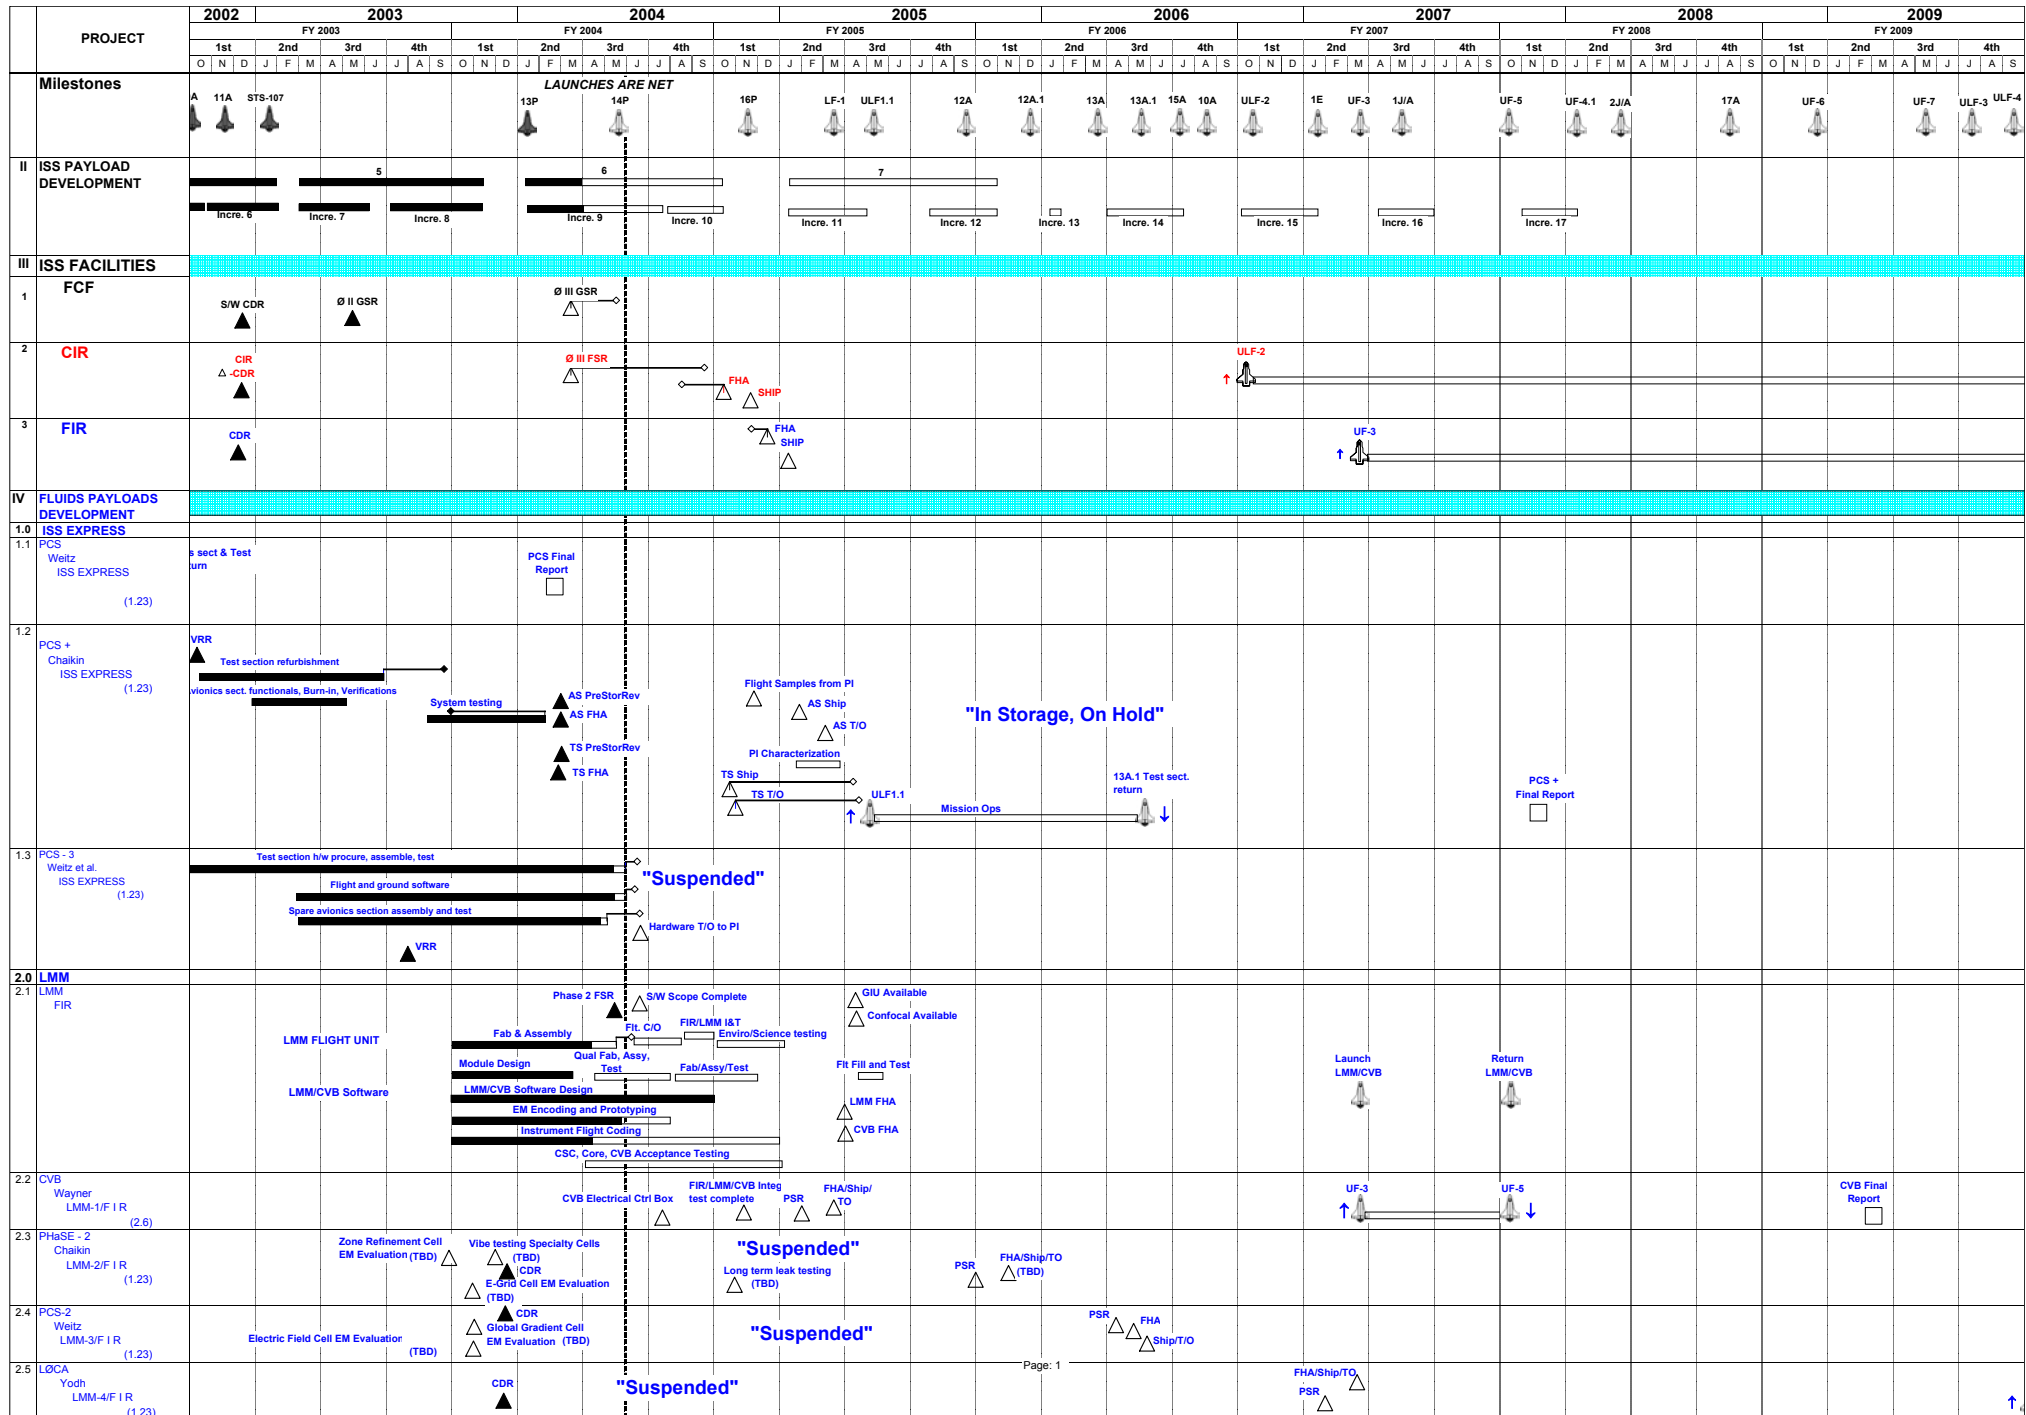 PROJECT
2002 2003 2004 2005 2006 2007 2008 2009
FY 2003 FY 2004 FY 2005 FY 2006 FY 2007 FY 2008 FY 2009
1st 2nd 3rd 4th 1st 2nd 3rd 4th 1st 2nd 3rd 4th 1st 2nd 3rd 4th 1st 2nd 3rd 4th 1st 2nd 3rd 4th 1st 2nd 4th
O N D J F M A M J J A S O N D J F M A M J J A S O N D J F M A M J J A S O N D J F M A M J J A S O N D J F M A M J J A S O N D J F M A M J J A S O N D J F M A M J J A S
Milestones
LAUNCHES ARE NET
A 11A STS-107 13P 14P 16P LF-1 ULF1.1 12A 12A.1 13A 13A.1 15A 10A ULF-2 1E UF-3 1J/A UF-5 UF-4.1 2J/A 17A UF-6 UF-7 ULF-3 ULF-4
II ISS PAYLOAD
DEVELOPMENT
5 6 7
Incre. 6 Incre. 7 Incre. 8 Incre. 9 Incre. 10 Incre. 11 Incre. 12 Incre. 13 Incre. 14 Incre. 15 Incre. 16 Incre. 17
III ISS FACILITIES
1 FCF
S/W CDR Ø II GSR Ø III GSR
2 CIR
CIR
-CDR
Ø III FSR
FHA
SHIP
ULF-2
3 FIR
CDR
FHA
SHIP
UF-3
IV FLUIDS PAYLOADS
DEVELOPMENT
1.0 ISS EXPRESS
1.1 PCS
Weitz
ISS EXPRESS
(1.23)
s sect & Test
urn
PCS Final
Report
1.2
PCS +
Chaikin
ISS EXPRESS
(1.23)
VRR
Test section refurbishment
vionics sect. functionals, Burn-in, Verifications
System testing
AS PreStorRev
AS FHA
TS PreStorRev
TS FHA
Flight Samples from PI
AS Ship
AS T/O
PI Characterization
TS Ship
TS T/O
ULF1.1
Mission Ops
"In Storage, On Hold"
13A.1 Test sect.
return
PCS +
Final Report
1.3 PCS - 3
Weitz et al.
ISS EXPRESS
(1.23)
Test section h/w procure, assemble, test
Flight and ground software
Spare avionics section assembly and test
VRR
"Suspended"
Hardware T/O to PI
2.0 LMM
2.1 LMM
FIR
LMM FLIGHT UNIT
LMM/CVB Software
Phase 2 FSR
S/W Scope Complete
Fab & Assembly
Flt. C/O
FIR/LMM I&T
Enviro/Science testing
Module Design
Qual Fab, Assy,
Test
Fab/Assy/Test
LMM/CVB Software Design
EM Encoding and Prototyping
Instrument Flight Coding
CSC, Core, CVB Acceptance Testing
GIU Available
Confocal Available
Flt Fill and Test
LMM FHA
CVB FHA
Launch
LMM/CVB
Return
LMM/CVB
2.2 CVB
Wayner
LMM-1/F I R
(2.6)
CVB Electrical Ctrl Box
FIR/LMM/CVB Integ
test complete
PSR
FHA/Ship/
TO
UF-3
UF-5
CVB Final
Report
2.3 PHaSE - 2
Chaikin
LMM-2/F I R
(1.23)
Zone Refinement Cell
EM Evaluation (TBD)
Vibe testing Specialty Cells
(TBD)
CDR
E-Grid Cell EM Evaluation
(TBD)
"Suspended"
Long term leak testing
(TBD)
PSR
FHA/Ship/TO
(TBD)
2.4 PCS-2
Weitz
LMM-3/F I R
(1.23)
CDR
Global Gradient Cell
EM Evaluation (TBD)
Electric Field Cell EM Evaluation
(TBD)
"Suspended"
PSR
FHA
Ship/T/O
Page: 1
2.5 LØCA
Yodh
LMM-4/F I R
(1.23)
CDR
"Suspended"
FHA/Ship/TO
PSR